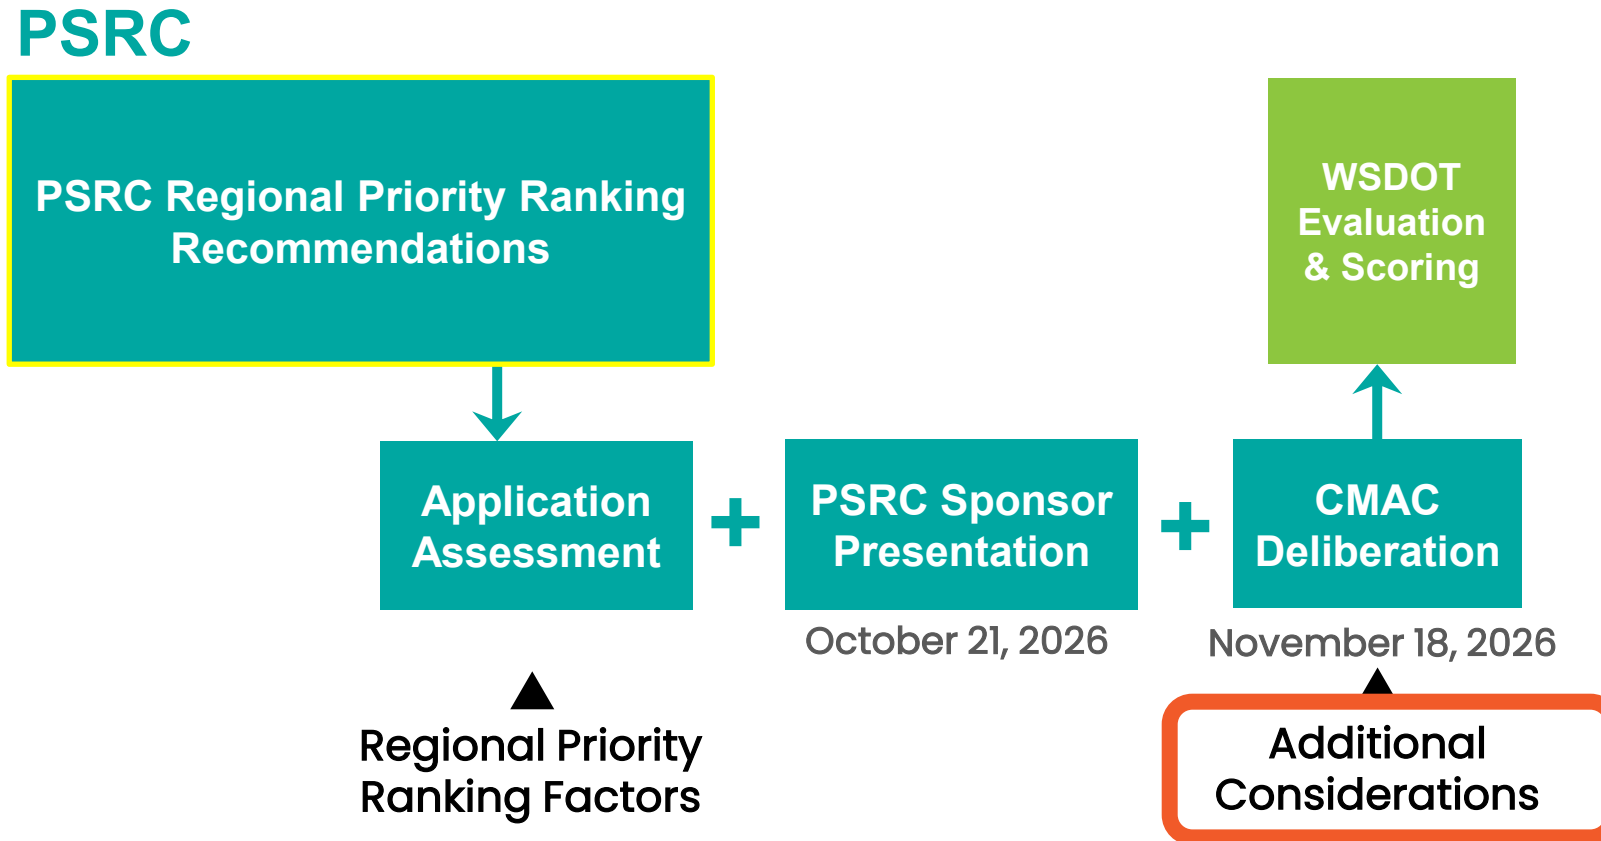 PSRC
PSRC Regional Priority Ranking
Recommendations
WSDOT
Evaluation
& Scoring
Application
Assessment
+
PSRC Sponsor
Presentation
+
CMAC
Deliberation
October 21, 2026
November 18, 2026
Regional Priority
Ranking Factors
Additional
Considerations